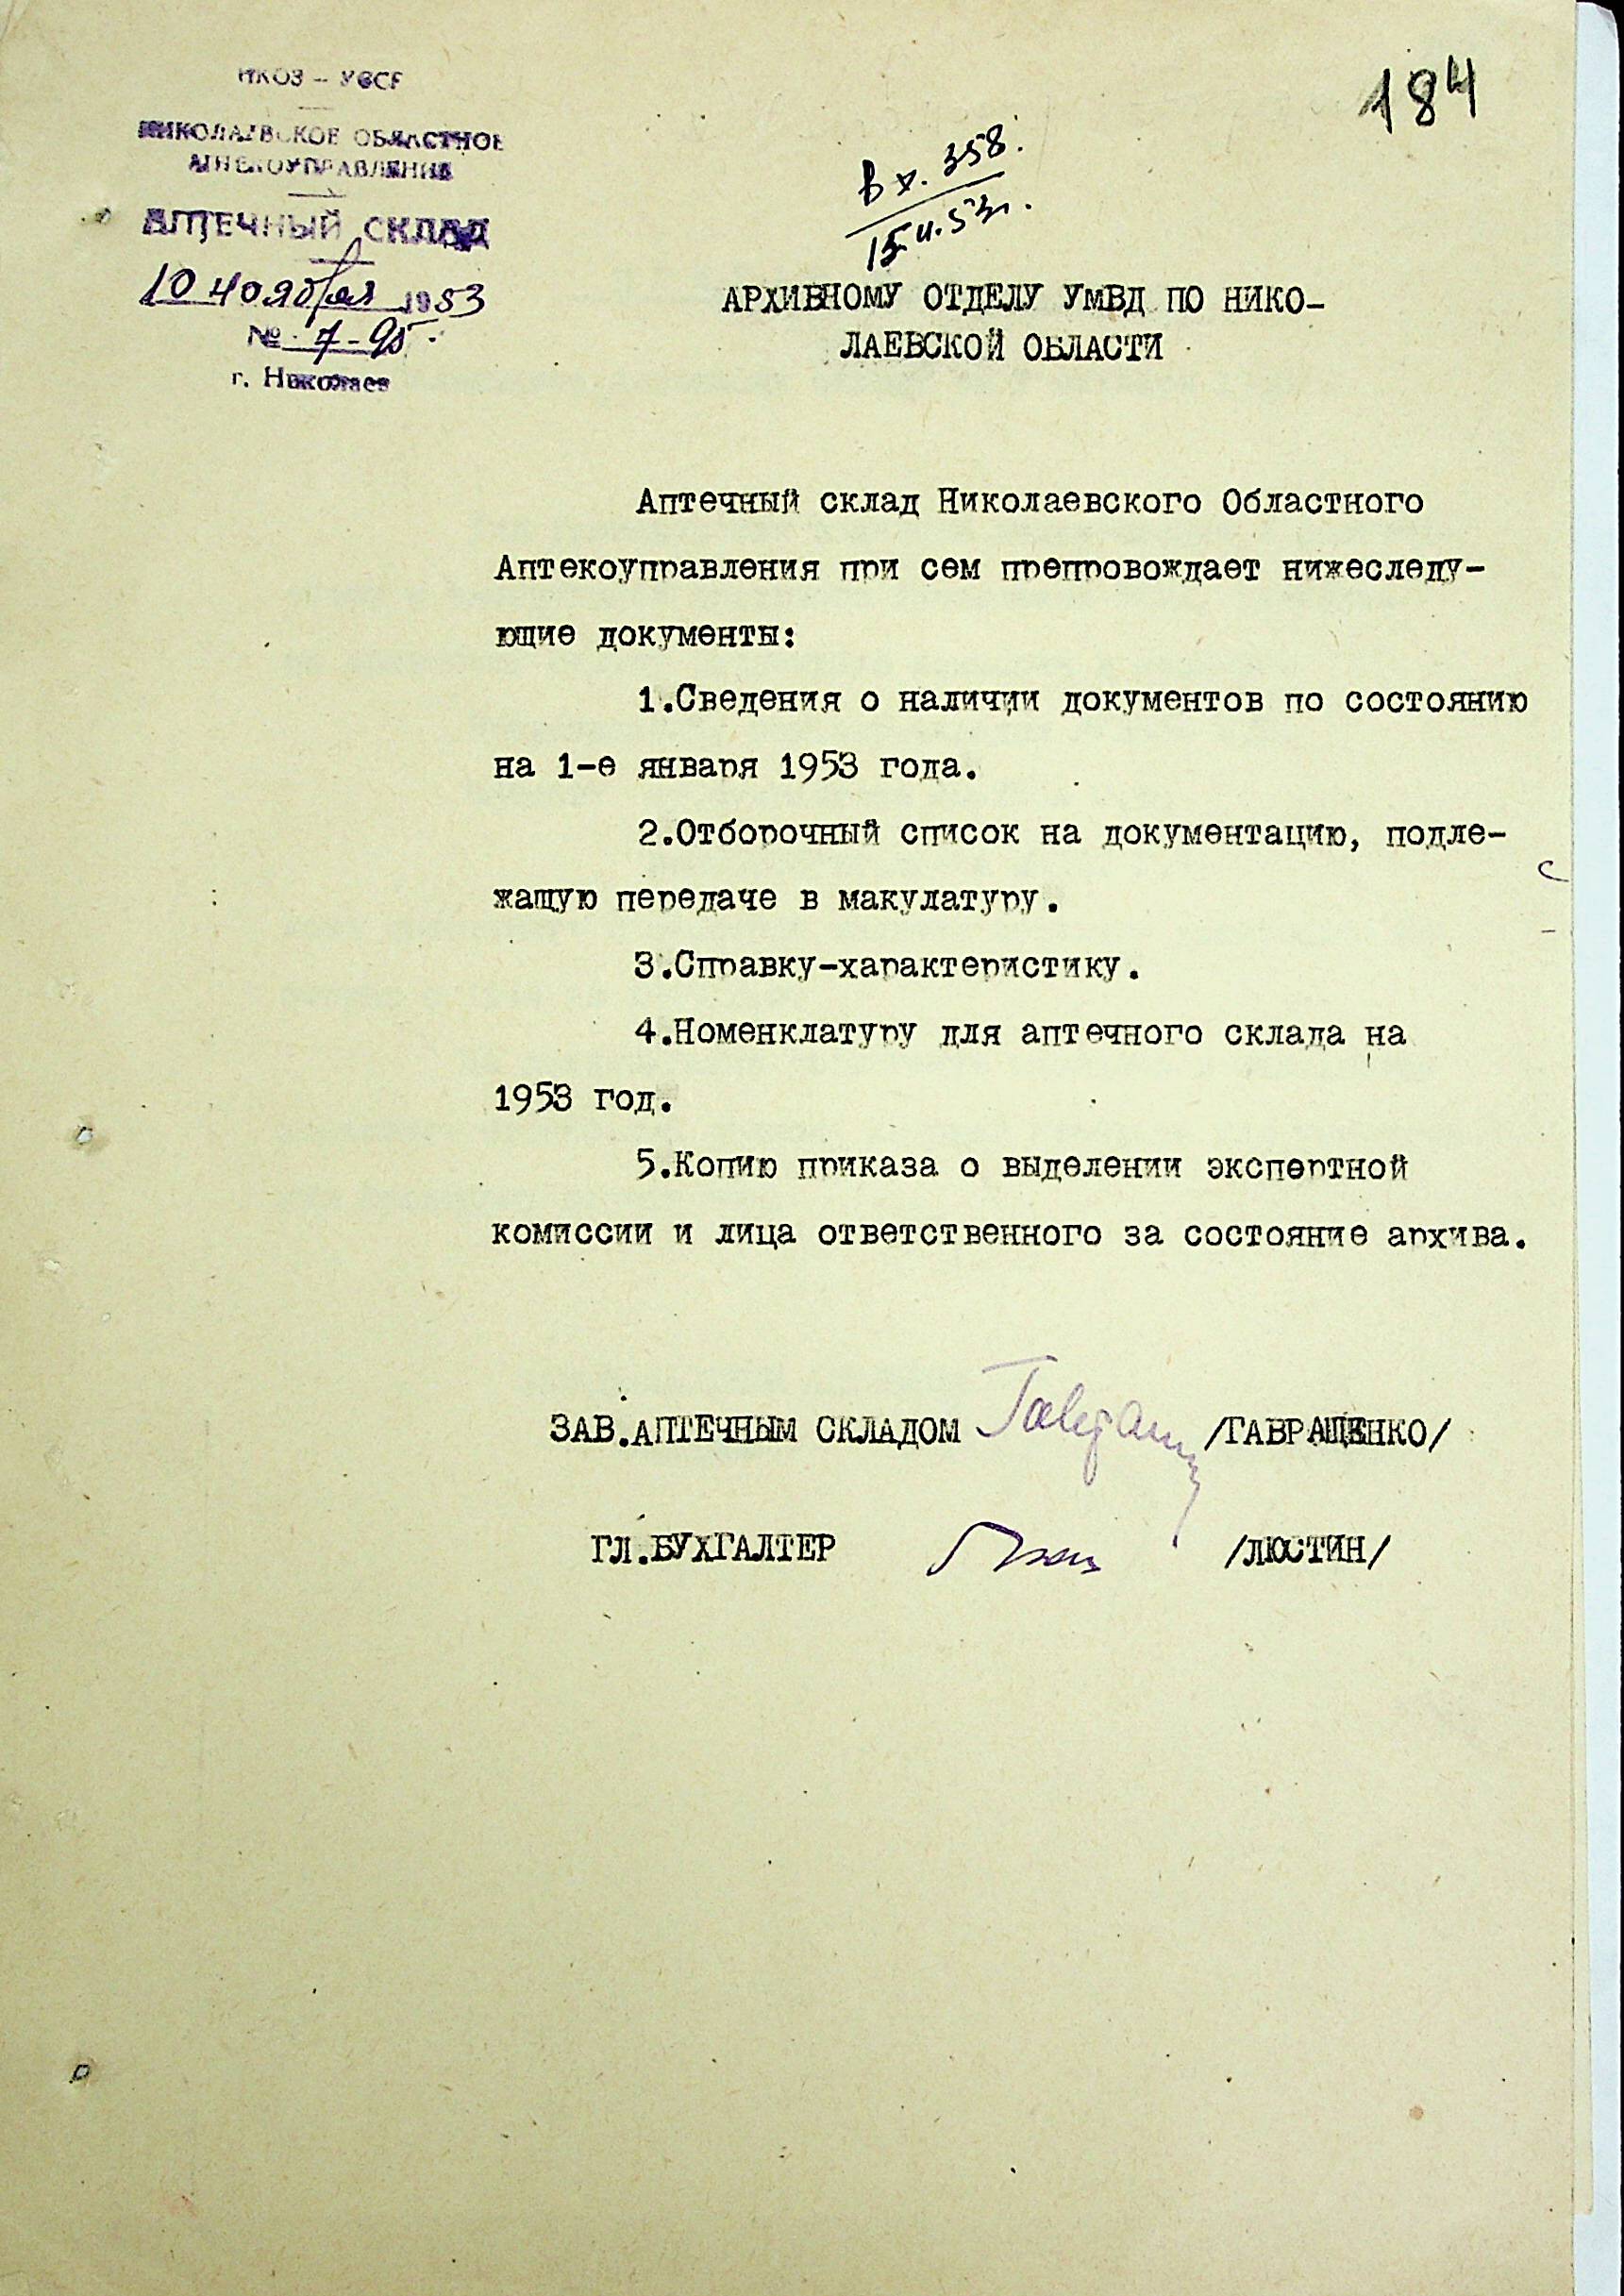 184
НКОЗ – УССР
НИКОЛАЕВСКОЕ ОБЛАСТНОЕ
АПТЕКОУПРАВЛЕНИЕ
АПТЕЧНЫЙ СКЛАД
10 ноября 1953
№ 7-95.
г. Николаев
Вх. 358.
15.11.53г.
АРХИВНОМУ ОТДЕЛУ УМВД ПО НИКО-
ЛАЕВСКОЙ ОБЛАСТИ
Аптечный склад Николаевского Областного
Аптекоуправления при сем препровождает нижеследу-
ющие документы:
1.Сведения о наличии документов по состоянию
на 1-е января 1953 года.
2.Отборочный список на документацию, подле-
жащую передаче в макулатуру.
3.Справку-характеристику.
4.Номенклатуру для аптечного склада на
1953 год.
5.Копию приказа о выделении экспертной
комиссии и лица ответственного за состояние архива.
ЗАВ.АПТЕЧНЫМ СКЛАДОМ /ГАВРАЩЕНКО/
ГЛ.БУХГАЛТЕР /ЛЮСТИН/